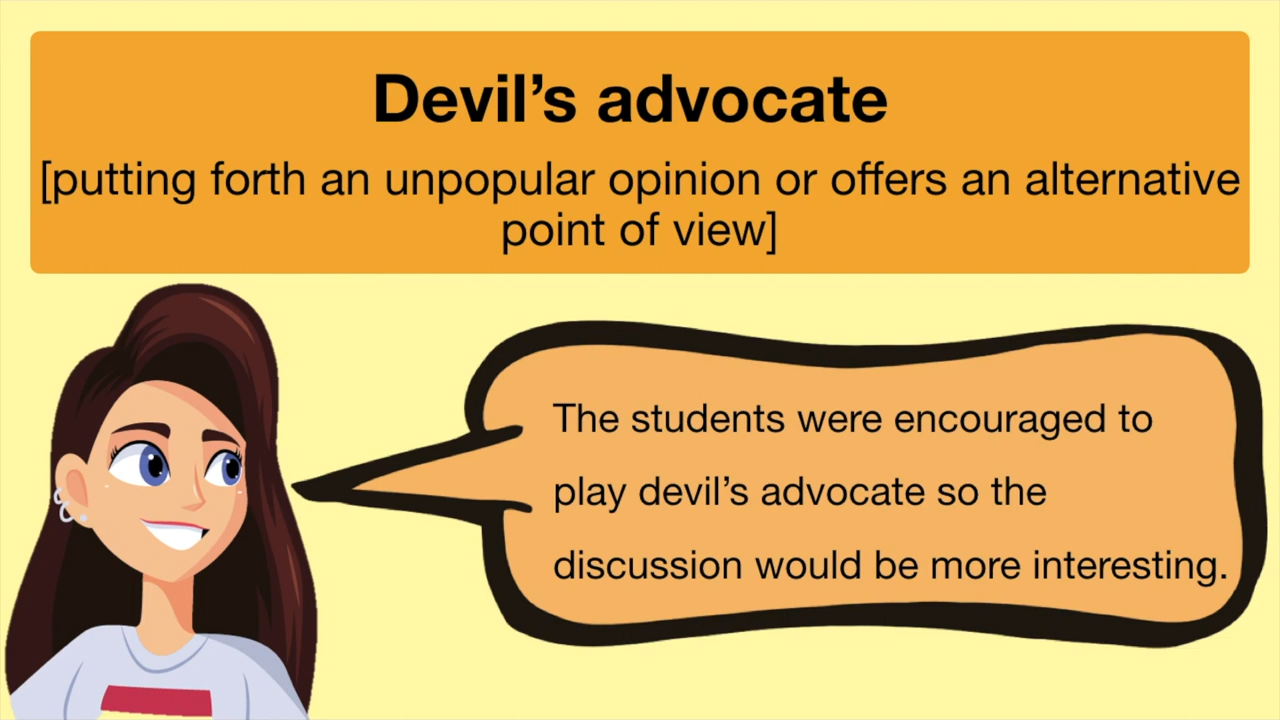 Devil’s advocate
[putting forth an unpopular opinion or offers an alternative
point of view]
The students were encouraged to
play devil’s advocate so the
discussion would be more interesting.